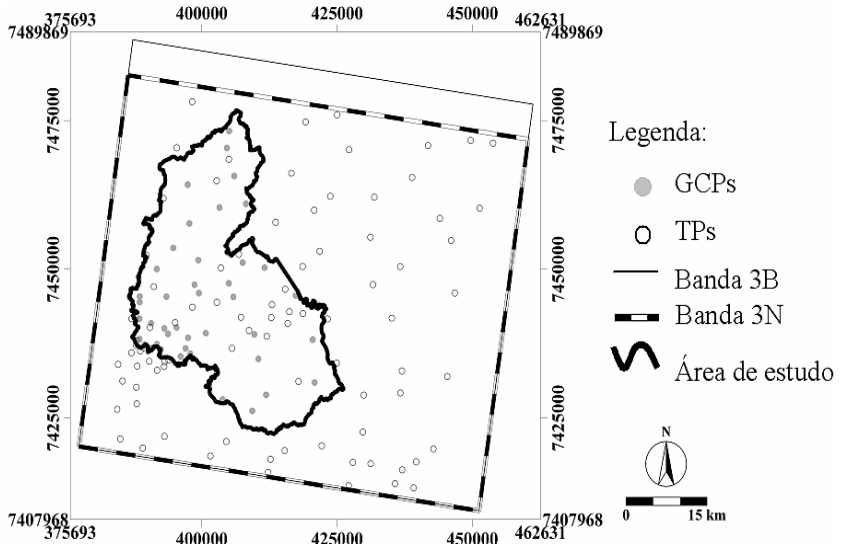 375693 400000 425000 450000 462631
7489869 7489869
7475000 7475000
7450000 7450000
7425000 7425000
7407968 7407968
375693 400000 425000 450000 462631
Legenda:
GCPs
TPs
Banda 3B
Banda 3N
Área de estudo
N
0 15 km